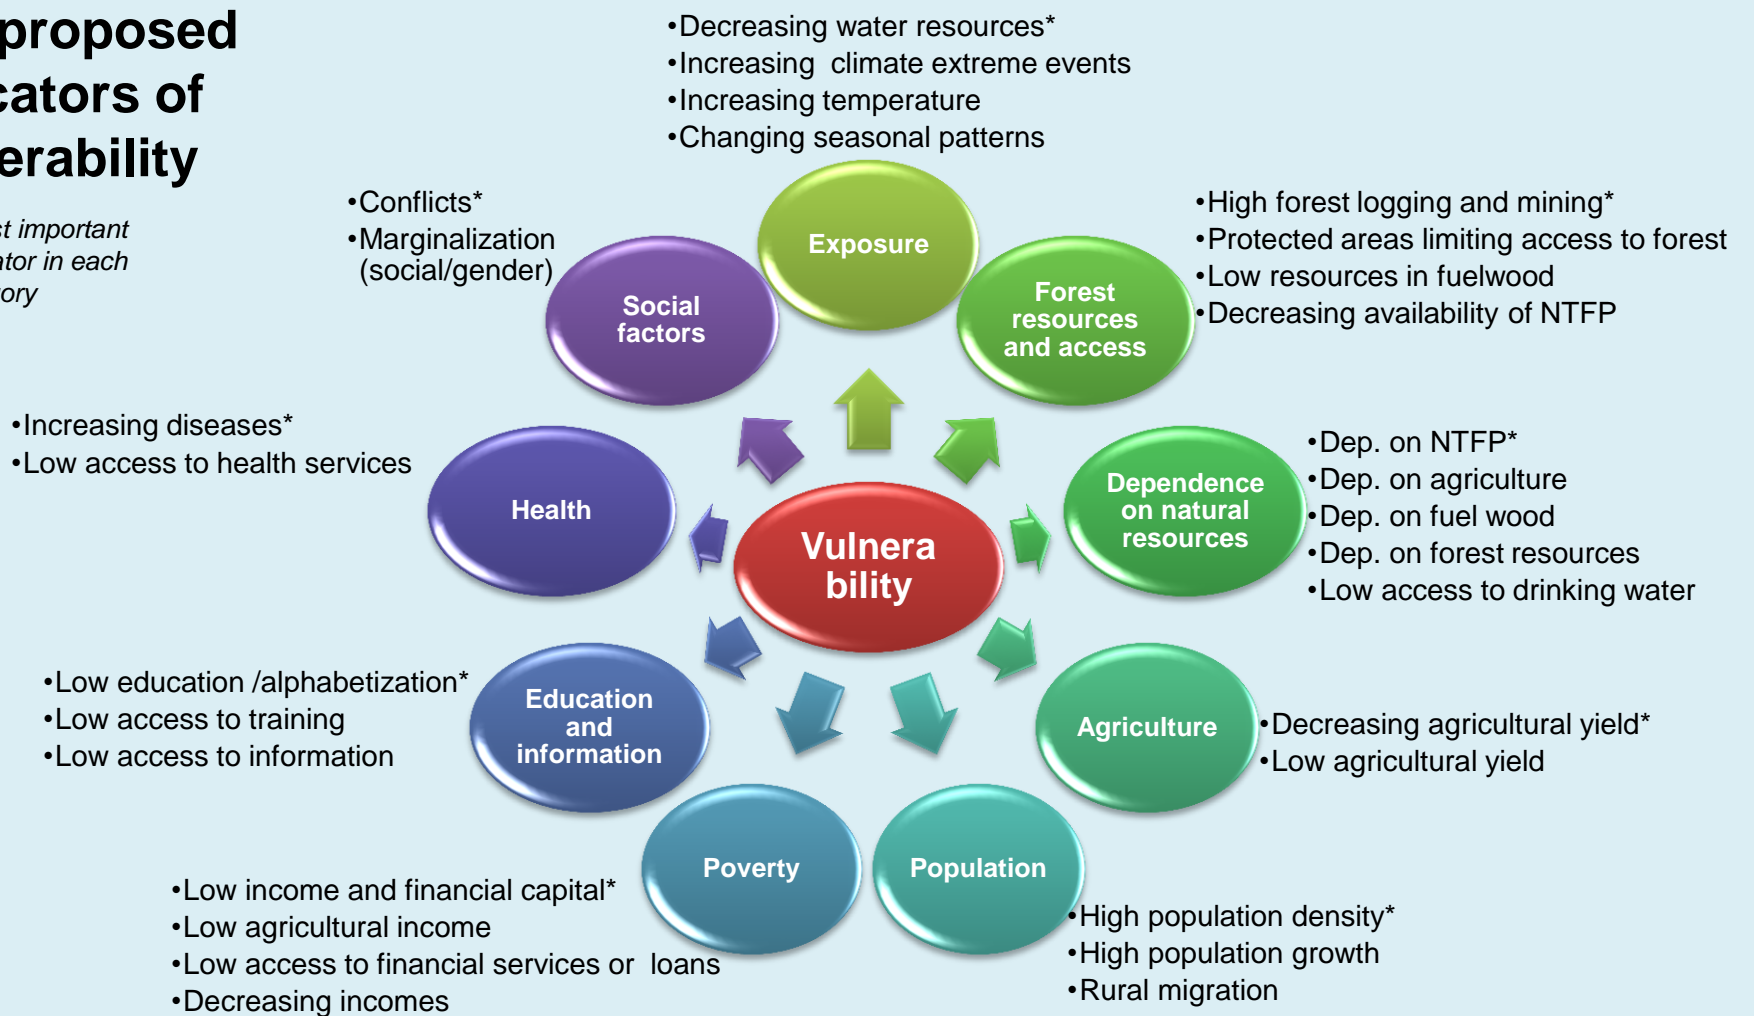 proposed
cators of
erability
st important
ator in each
ory
•Decreasing water resources*
•Increasing climate extreme events
•Increasing temperature
•Changing seasonal patterns
Exposure
•Conflicts*
•Marginalization
(social/gender)
Social
factors
•High forest logging and mining*
•Protected areas limiting access to forest
•Low resources in fuelwood
•Decreasing availability of NTFP
Forest
resources
and access
•Increasing diseases*
•Low access to health services
Health
Vulnera
bility
Dependence
on natural
resources
•Dep. on NTFP*
•Dep. on agriculture
•Dep. on fuel wood
•Dep. on forest resources
•Low access to drinking water
•Low education /alphabetization*
•Low access to training
•Low access to information
Education
and
information
Agriculture
•Decreasing agricultural yield*
•Low agricultural yield
Poverty
•Low income and financial capital*
•Low agricultural income
•Low access to financial services or loans
•Decreasing incomes
Population
•High population density*
•High population growth
•Rural migration